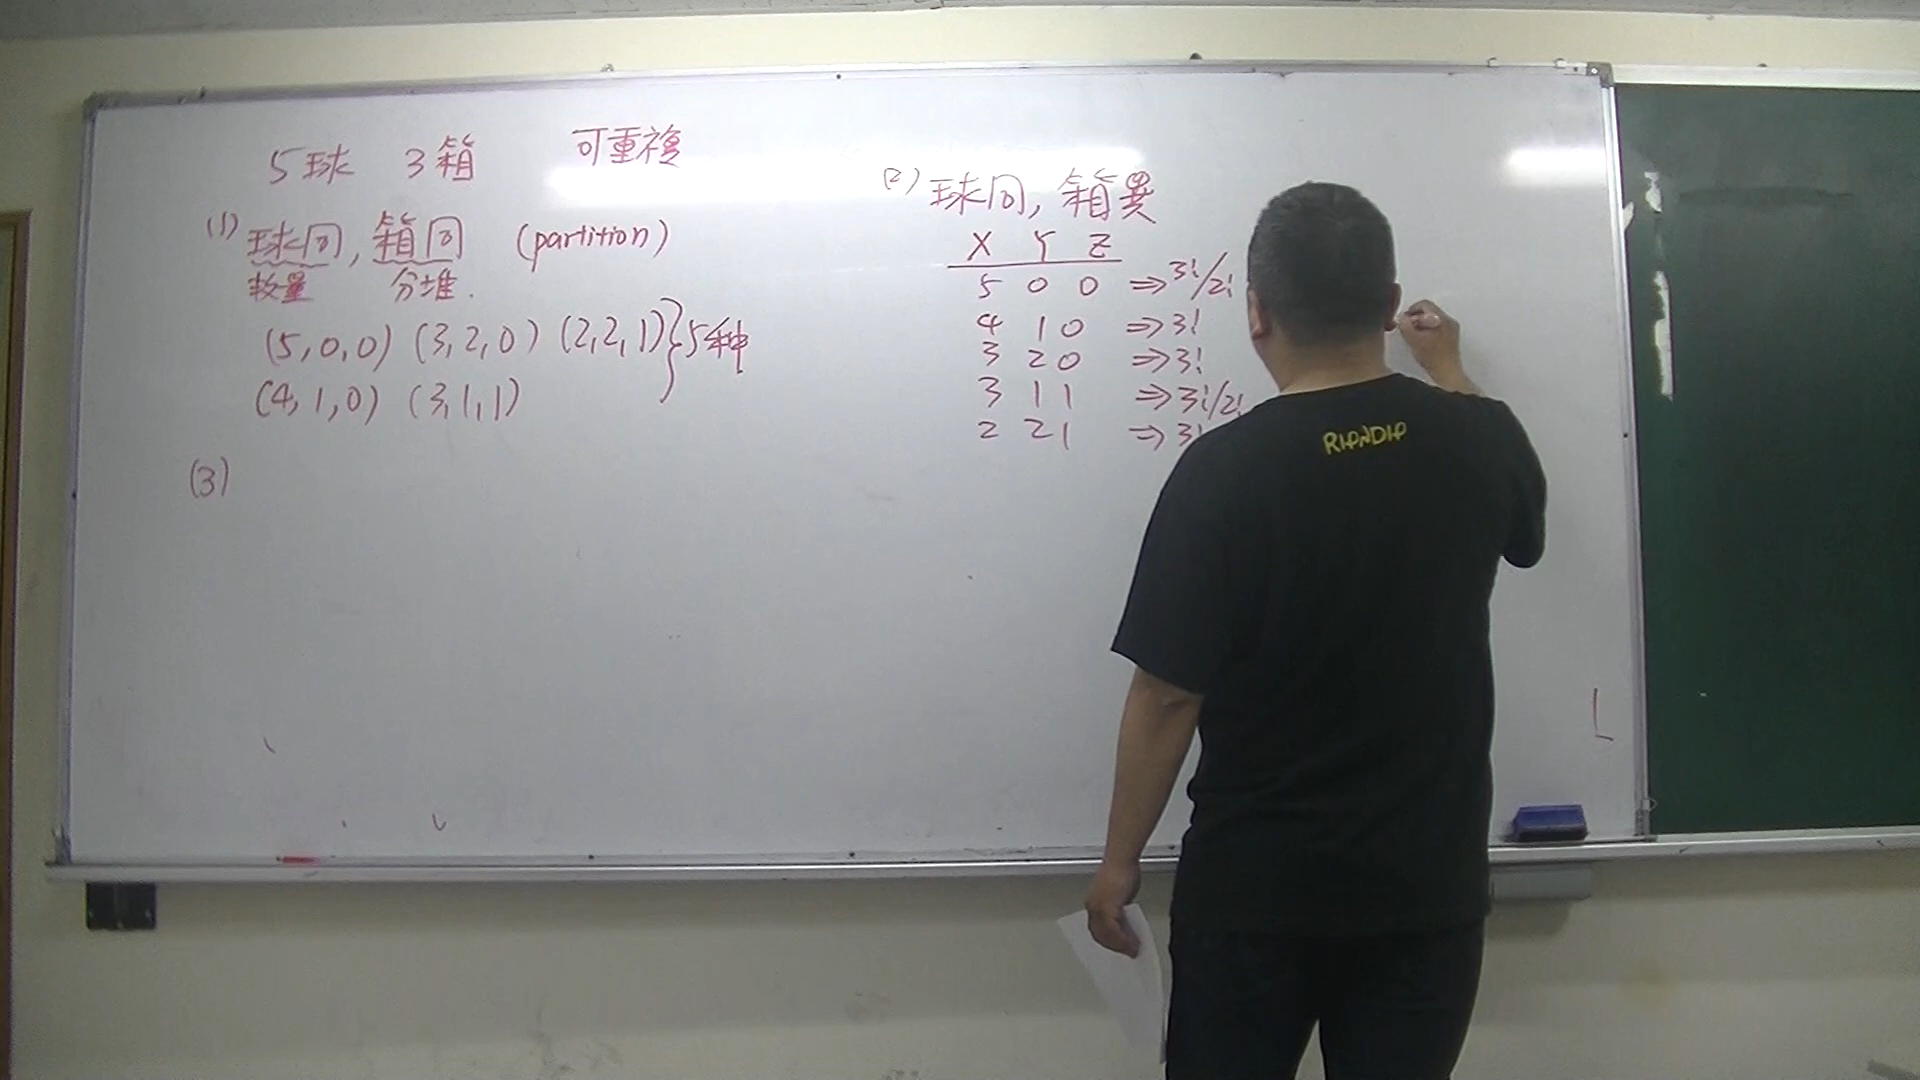 5球 3箱 可重複
(1) 球同, 箱同 (partition)
数量 分堆.
(5,0,0) (3,2,0) (2,2,1) } 5种
(4,1,0) (3,1,1)
(3)
(2) 球同, 箱異
X Y Z
5 0 0 ⇒ 3!/2!
4 1 0 ⇒ 3!
3 2 0 ⇒ 3!
3 1 1 ⇒ 3!/2!
2 2 1 ⇒ 3!
RIPNDIP